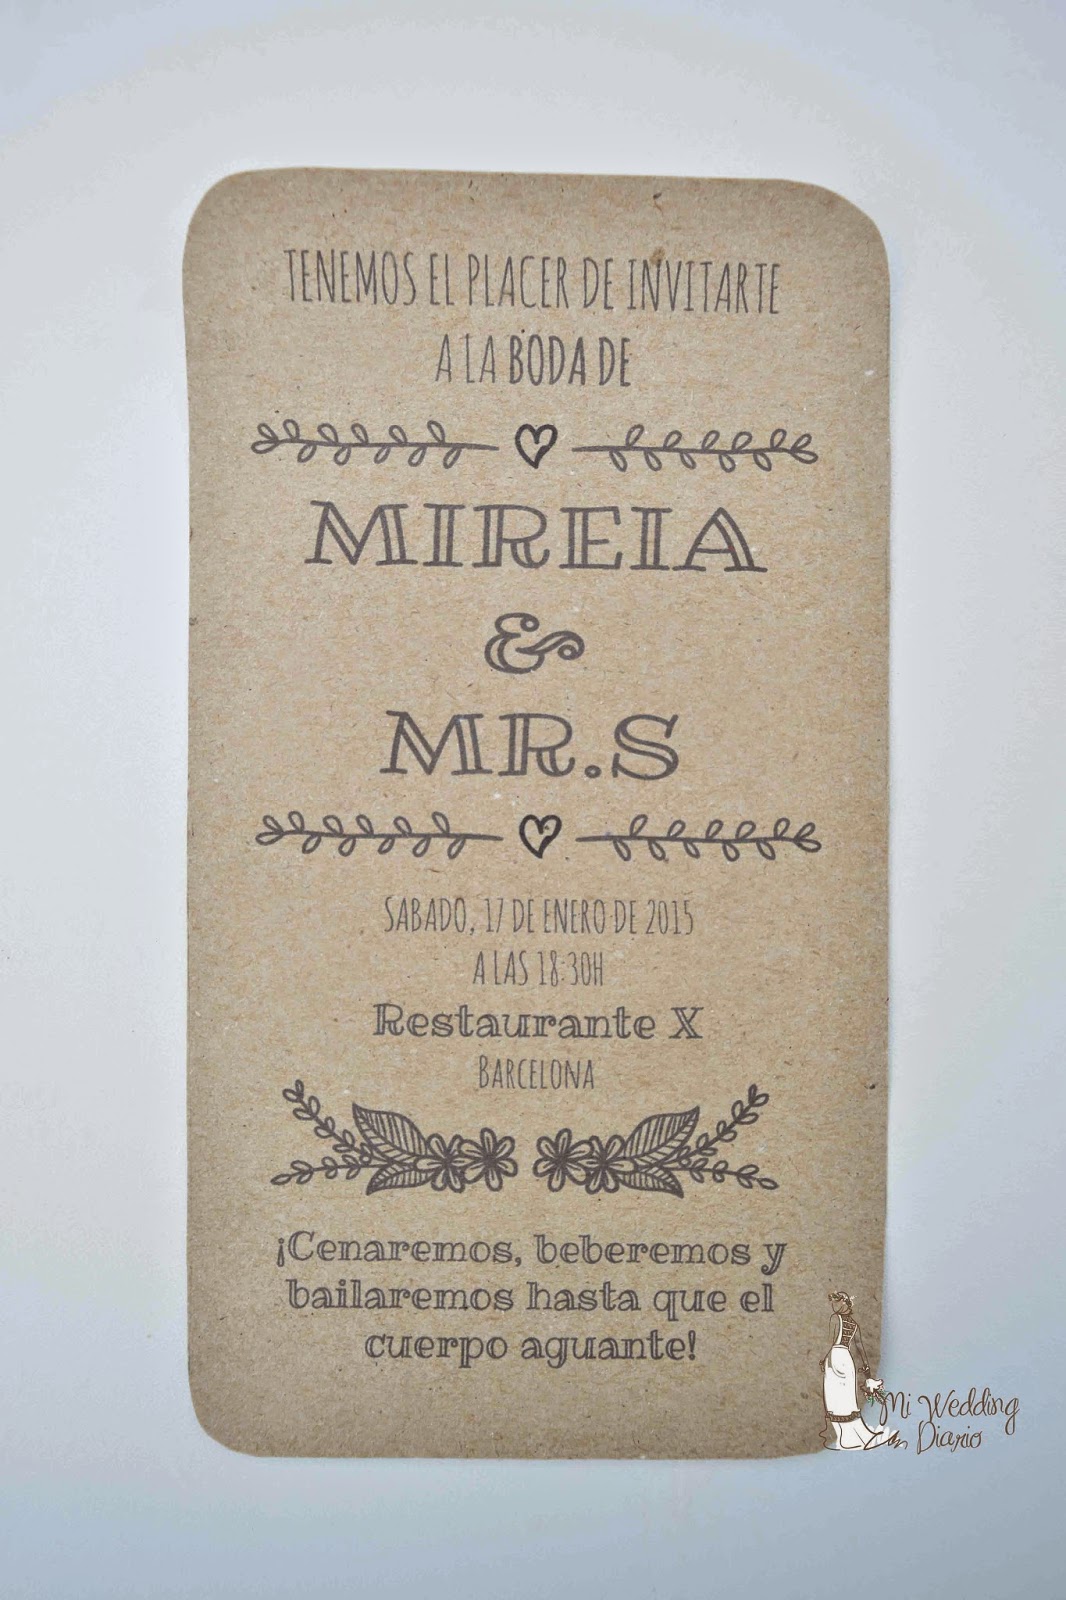 TENEMOS EL PLACER DE INVITARTE
A LA BODA DE
MIREIA
&
MR.S
SABADO, 17 DE ENERO DE 2015
A LAS 18:30H
Restaurante X
BARCELONA
¡Cenaremos, beberemos y
bailaremos hasta que el
cuerpo aguante!
Mi Wedding
Diario